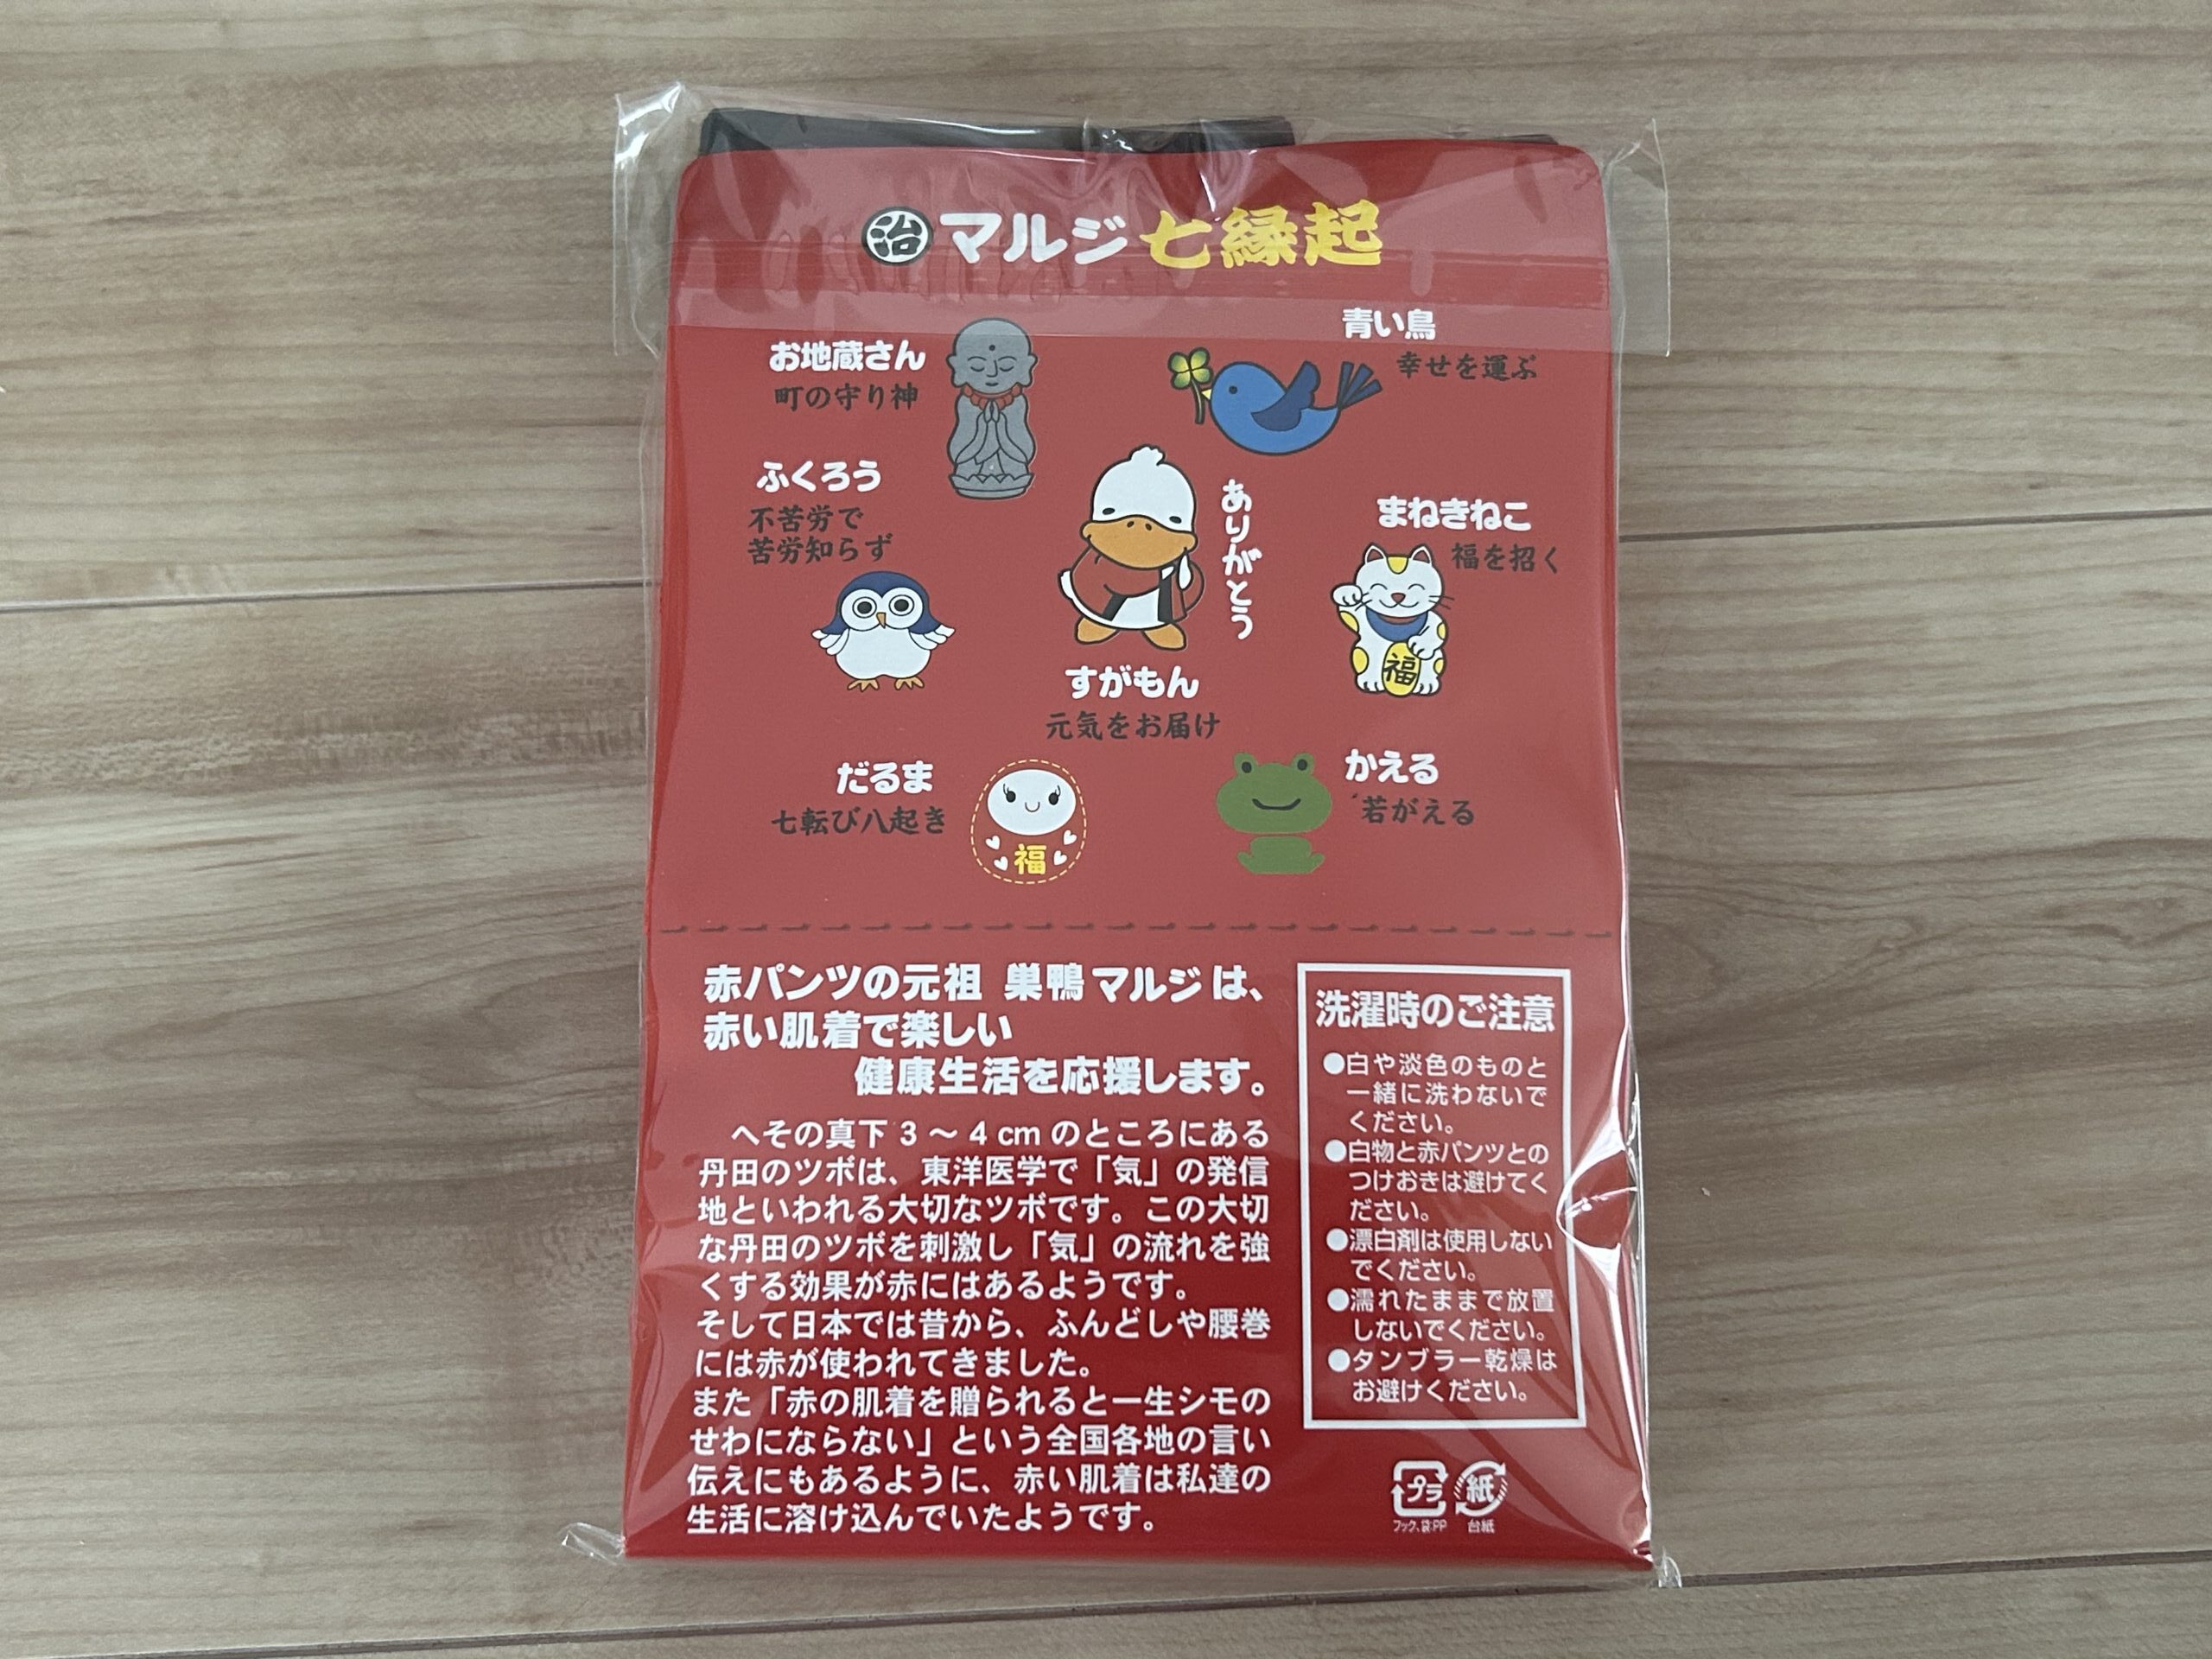 治 マルジ七縁起
お地蔵さん
町の守り神
青い鳥
幸せを運ぶ
ふくろう
不苦労で
苦労知らず
ありがとう
すがもん
元気をお届け
まねきねこ
福を招く
福
だるま
七転び八起き
福
かえる
若がえる
赤パンツの元祖 巣鴨マルジは、
赤い肌着で楽しい
健康生活を応援します。
へその真下3〜4cmのところにある
丹田のツボは、東洋医学で「気」の発信
地といわれる大切なツボです。この大切
な丹田のツボを刺激し「気」の流れを強
くする効果が赤にはあるようです。
そして日本では昔から、ふんどしや腰巻
には赤が使われてきました。
また「赤の肌着を贈られると一生シモの
せわにならない」という全国各地の言い
伝えにもあるように、赤い肌着は私達の
生活に溶け込んでいたようです。
洗濯時のご注意
●白や淡色のものと
一緒に洗わないで
ください。
●白物と赤パンツとの
つけおきは避けてく
ださい。
●漂白剤は使用しない
でください。
●濡れたままで放置
しないでください。
●タンブラー乾燥は
お避けください。
プラ 紙
フック、袋:PP 台紙